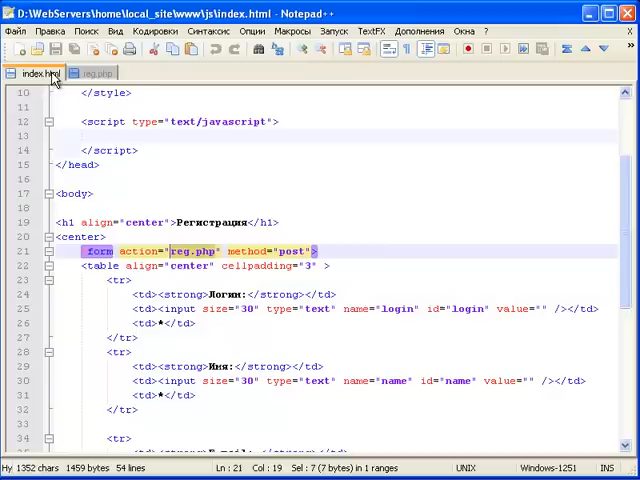 D:\WebServers\home\local_site\www\js\index.html - Notepad++
Файл Правка Поиск Вид Кодировки Синтаксис Опции Макросы Запуск TextFX Дополнения Окна ?
index.html reg.php
10 </style>
11
12 <script type="text/javascript">
13
14 </script>
15 </head>
16
17 <body>
18
19 <h1 align="center">Регистрация</h1>
20 <center>
21 form action="reg.php" method="post">
22 <table align="center" cellpadding="3" >
23 <tr>
24 <td><strong>Логин:</strong></td>
25 <td><input size="30" type="text" name="login" id="login" value="" /></td>
26 <td>*</td>
27 </tr>
28 <tr>
29 <td><strong>Имя:</strong></td>
30 <td><input size="30" type="text" name="name" id="name" value="" /></td>
31 <td>*</td>
32 </tr>
33
34 <tr>
Hy 1352 chars 1459 bytes 54 lines Ln : 21 Col : 19 Sel : 7 (7 bytes) in 1 ranges UNIX Windows-1251 INS